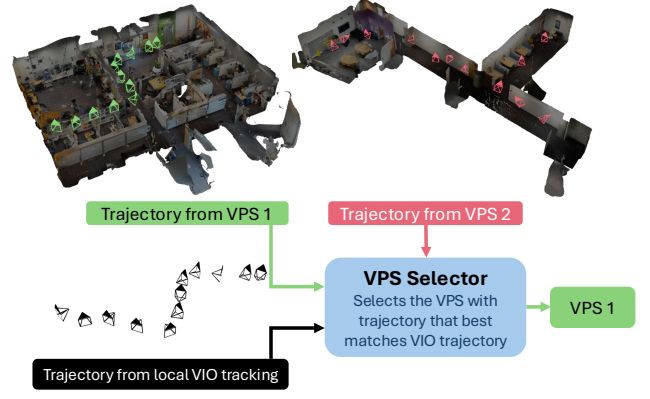 Trajectory from VPS 1
Trajectory from VPS 2
VPS Selector
Selects the VPS with
trajectory that best
matches VIO trajectory
VPS 1
Trajectory from local VIO tracking